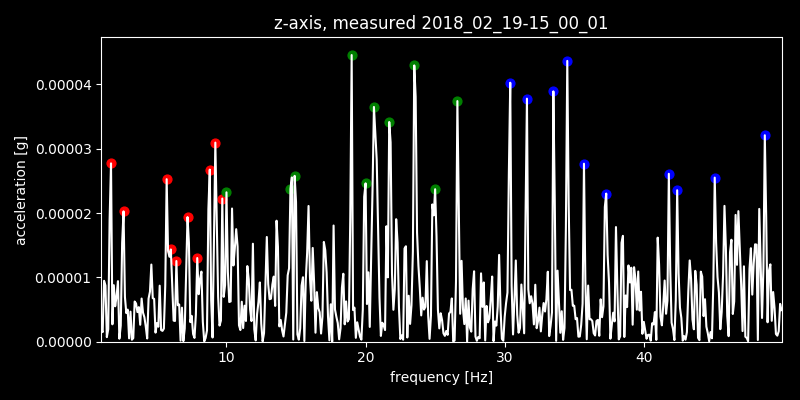 z-axis, measured 2018_02_19-15_00_01
acceleration [g]
0.00004
0.00003
0.00002
0.00001
0.00000
10 20 30 40
frequency [Hz]